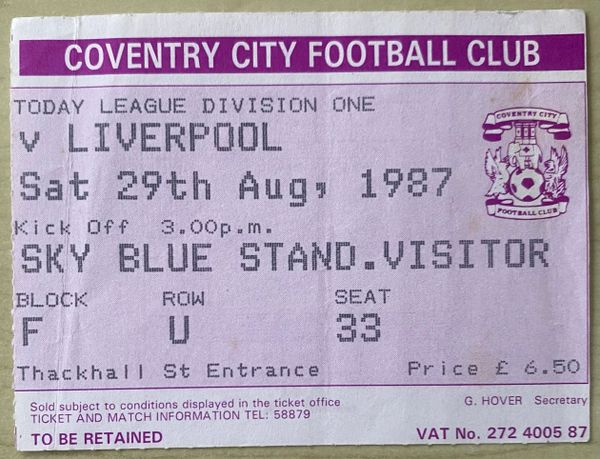 COVENTRY CITY FOOTBALL CLUB
TODAY LEAGUE DIVISION ONE
v LIVERPOOL
Sat 29th Aug, 1987
COVENTRY CITY
FOOTBALL CLUB
Kick Off 3.00p.m.
SKY BLUE STAND.VISITOR
BLOCK ROW SEAT
F U 33
Thackhall St Entrance Price £ 6.50
Sold subject to conditions displayed in the ticket office G. HOVER Secretary
TICKET AND MATCH INFORMATION TEL: 58879
TO BE RETAINED VAT No. 272 4005 87